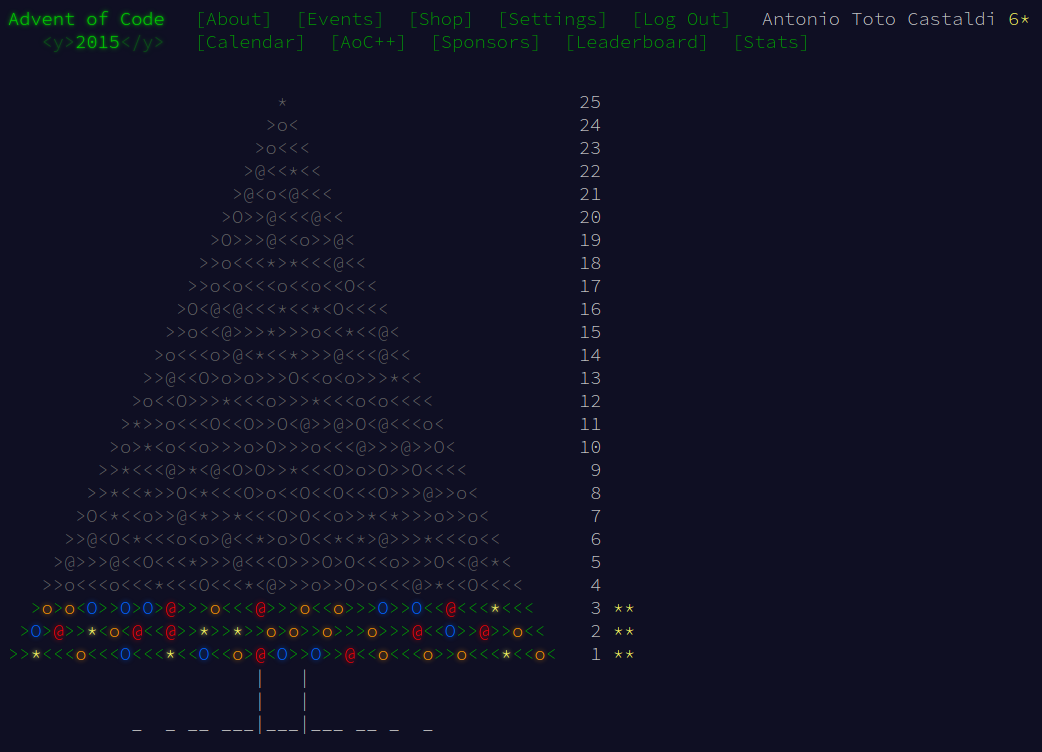 Advent of Code [About] [Events] [Shop] [Settings] [Log Out] Antonio Toto Castaldi 6*
<y>2015</y> [Calendar] [AoC++] [Sponsors] [Leaderboard] [Stats]
* 25
>o< 24
>o<<< 23
>@<<*<< 22
>@<o<@<<< 21
>O>>@<<<@<< 20
>O>>>@<<o>>@< 19
>>o<<<*>*<<<@<< 18
>>o<o<<<o<<o<<O<< 17
>O<@<@<<<*<<*<O<<<< 16
>>o<<@>>>*>>>o<<*<<@< 15
>o<<<o>@<*<<*>>>@<<<@<< 14
>>@<<O>o>o>>>O<<o<o>>>*<< 13
>o<<O>>>*<<<o>>>*<<<o<o<<<< 12
>*>>o<<<O<<O>>O<@>>@>O<@<<<o< 11
>o>*<o<<o>>>o>O>>>o<<<@>>>@>>O< 10
>>*<<<@>*<@<O>O>>*<<<O>o>O>>O<<<< 9
>>*<<*>>O<*<<<O>o<<O<<O<<<O>>>@>>o< 8
>O<*<<o>>@<*>>*<<<O>O<<o>>*<*>>>o>>o< 7
>>@<O<*<<<o<o>@<<*>>O<<*<*>@>>>*<<<o<< 6
>@>>>@<<O<<<*>>>@<<<O>>>O>O<<<o>>>O<<@<*< 5
>>o<<<o<<<*<<<O<<<*<@>>>o>>O>o<<<@>*<<O<<<< 4
>o>o<O>>O>O>@>>>o<<<@>>>o<<o>>>O>>O<<@<<<*<<< 3 **
>O>@>>*<o<@<<@>>*>>*>>o>o>>o>>>o>>>@<<O>>@>>o<< 2 **
>>*<<<o<<<O<<<*<<O<<o>@<O>>O>>@<<o<<<o>>o<<<*<<o< 1 **
| |
| |
_ _ __ ___|___|___ __ _ _